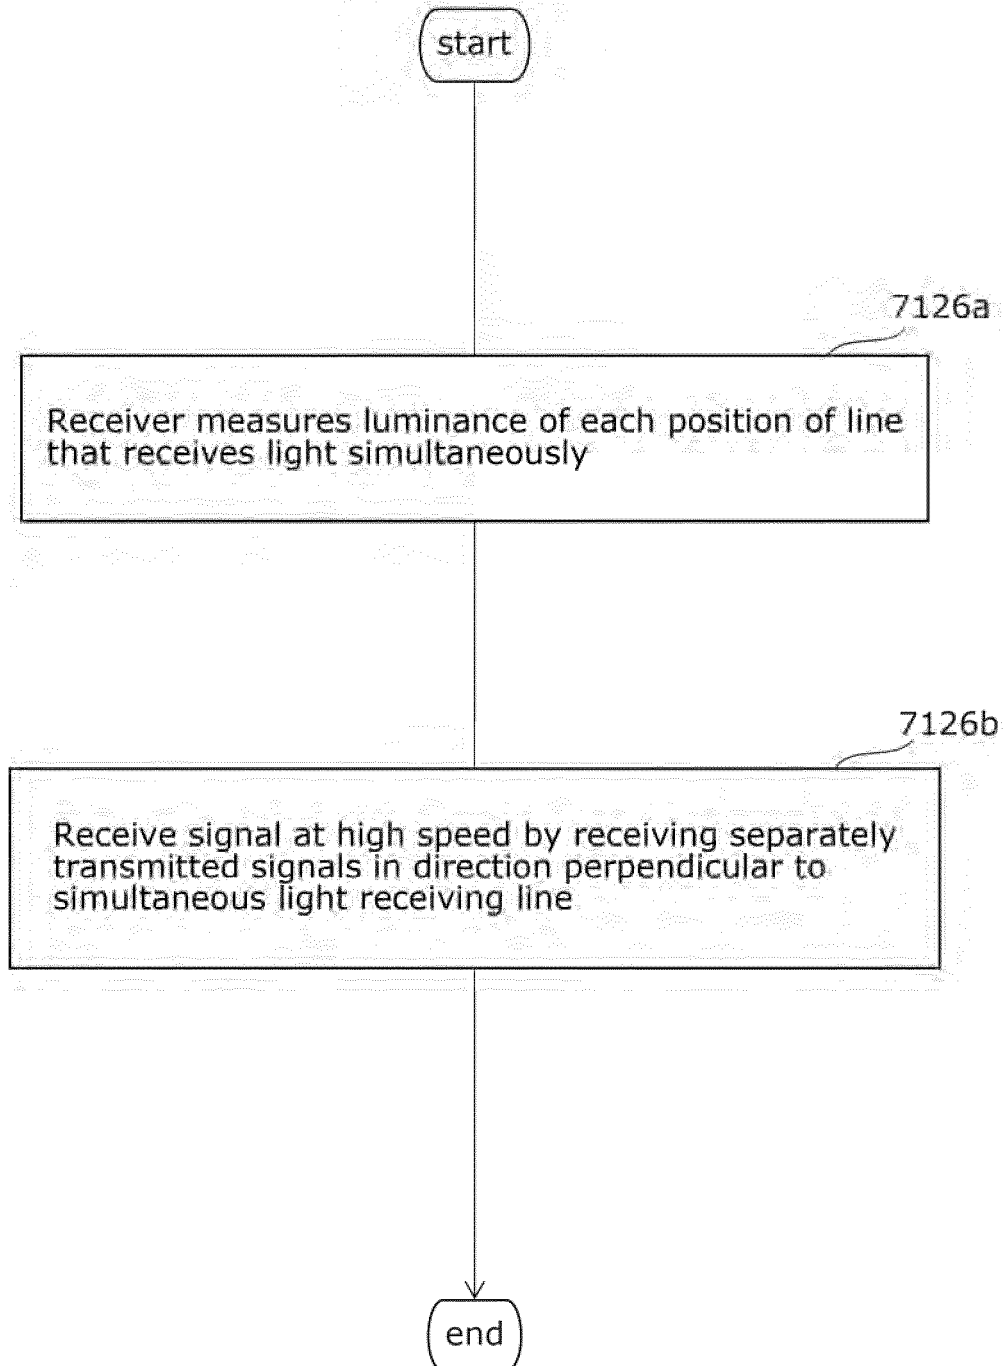 start
7126a
Receiver measures luminance of each position of line
that receives light simultaneously
7126b
Receive signal at high speed by receiving separately
transmitted signals in direction perpendicular to
simultaneous light receiving line
end